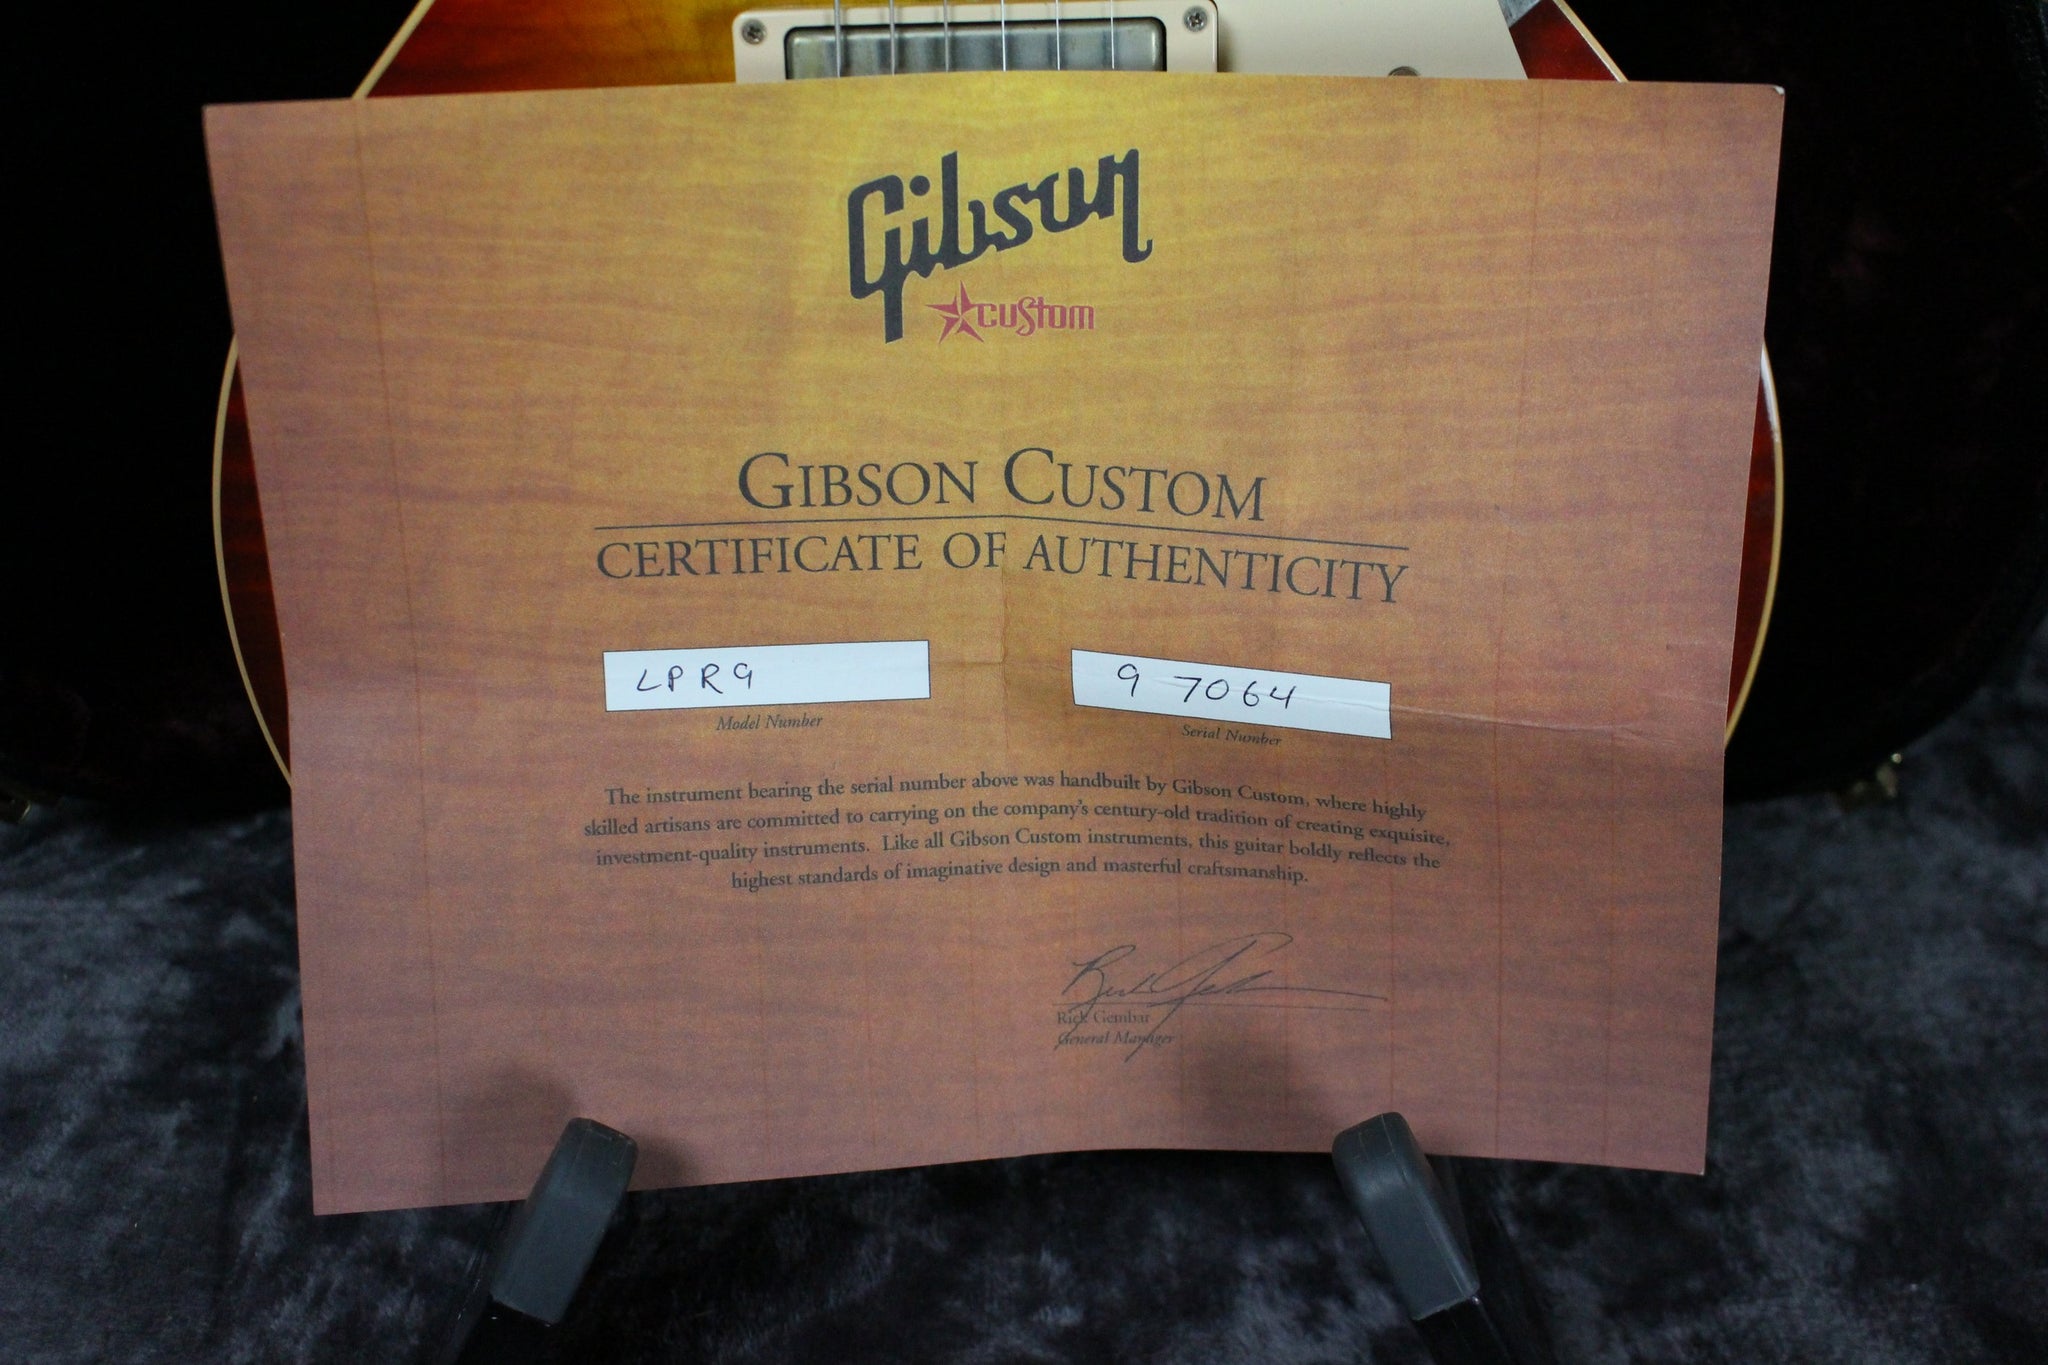 Gibson
custom
GIBSON CUSTOM
CERTIFICATE OF AUTHENTICITY
LPR9
Model Number
9 7064
Serial Number
The instrument bearing the serial number above was handbuilt by Gibson Custom, where highly
skilled artisans are committed to carrying on the company's century-old tradition of creating exquisite,
investment-quality instruments. Like all Gibson Custom instruments, this guitar boldly reflects the
highest standards of imaginative design and masterful craftsmanship.
Rick Gembar
General Manager